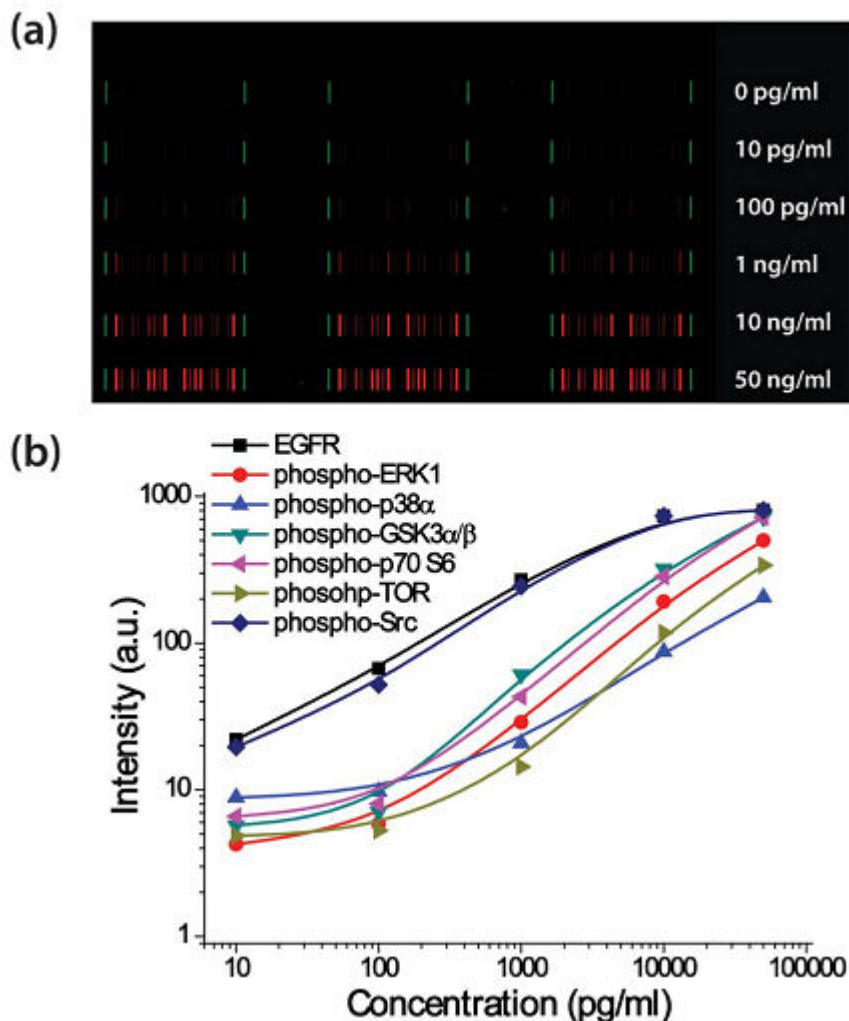 (a)
0 pg/ml
10 pg/ml
100 pg/ml
1 ng/ml
10 ng/ml
50 ng/ml
(b)
EGFR
phospho-ERK1
phospho-p38α
phospho-GSK3α/β
phospho-p70 S6
phosohp-TOR
phospho-Src
Intensity (a.u.)
1000
100
10
1
10 100 1000 10000 100000
Concentration (pg/ml)